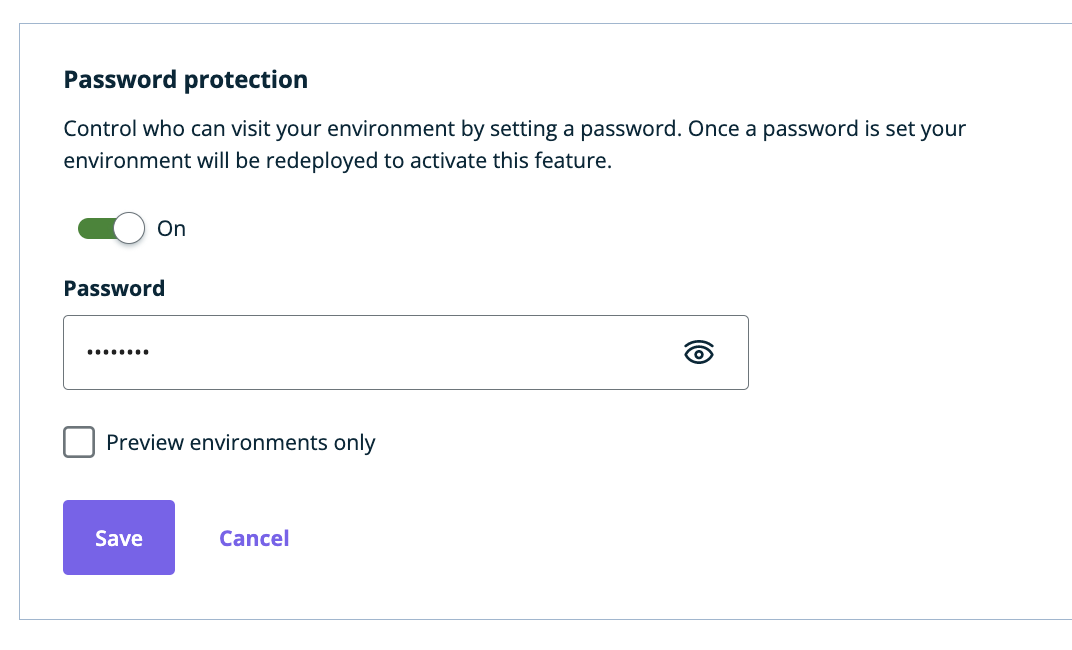 Password protection
Control who can visit your environment by setting a password. Once a password is set your
environment will be redeployed to activate this feature.
On
Password
••••••••
Preview environments only
Save
Cancel